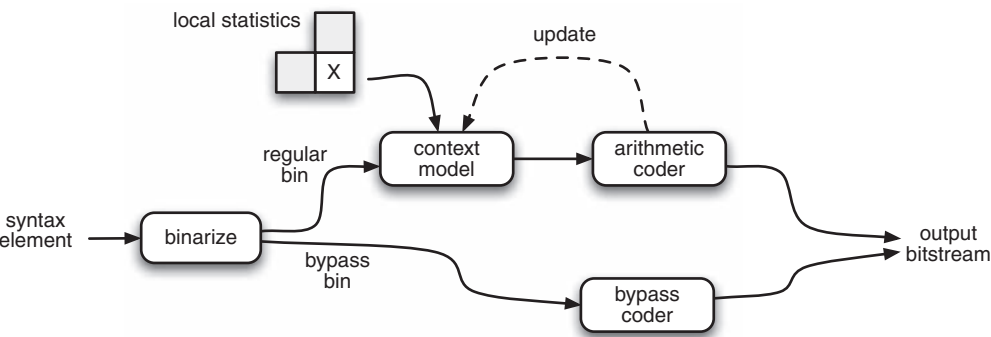 local statistics
X
update
context
model
arithmetic
coder
regular
bin
syntax
element
binarize
bypass
bin
output
bitstream
bypass
coder